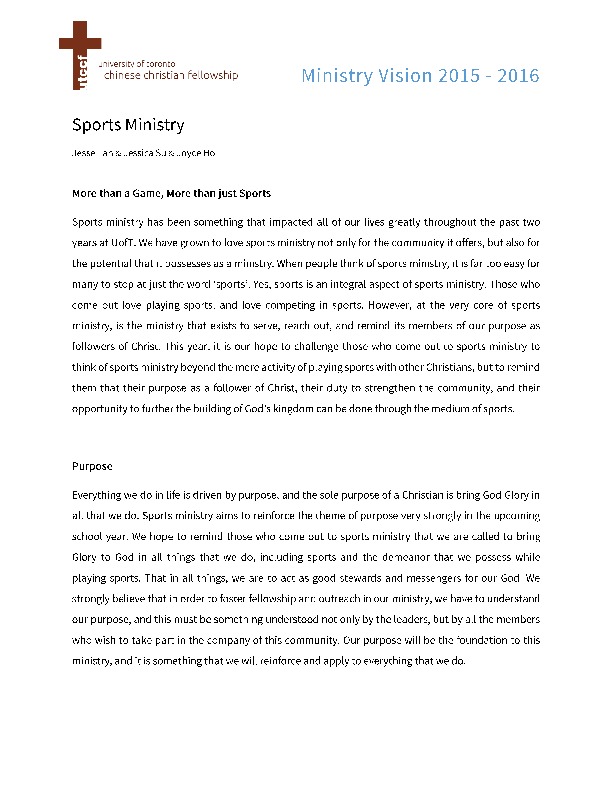 utccf
university of toronto
chinese christian fellowship
Ministry Vision 2015 - 2016
Sports Ministry
Jesse Tan & Jessica Su & Joyce Ho
More than a Game, More than just Sports
Sports ministry has been something that impacted all of our lives greatly throughout the past two
years at UofT. We have grown to love sports ministry not only for the community it offers, but also for
the potential that it possesses as a ministry. When people think of sports ministry, it is far too easy for
many to stop at just the word ‘sports’. Yes, sports is an integral aspect of sports ministry. Those who
come out love playing sports, and love competing in sports. However, at the very core of sports
ministry, is the ministry that exists to serve, reach out, and remind its members of our purpose as
followers of Christ. This year, it is our hope to challenge those who come out to sports ministry to
think of sports ministry beyond the mere activity of playing sports with other Christians, but to remind
them that their purpose as a follower of Christ, their duty to strengthen the community, and their
opportunity to further the building of God’s kingdom can be done through the medium of sports.
Purpose
Everything we do in life is driven by purpose, and the sole purpose of a Christian is bring God Glory in
all that we do. Sports ministry aims to reinforce the theme of purpose very strongly in the upcoming
school year. We hope to remind those who come out to sports ministry that we are called to bring
Glory to God in all things that we do, including sports and the demeanor that we possess while
playing sports. That in all things, we are to act as good stewards and messengers for our God. We
strongly believe that in order to foster fellowship and outreach in our ministry, we have to understand
our purpose, and this must be something understood not only by the leaders, but by all the members
who wish to take part in the company of this community. Our purpose will be the foundation to this
ministry, and it is something that we will reinforce and apply to everything that we do.